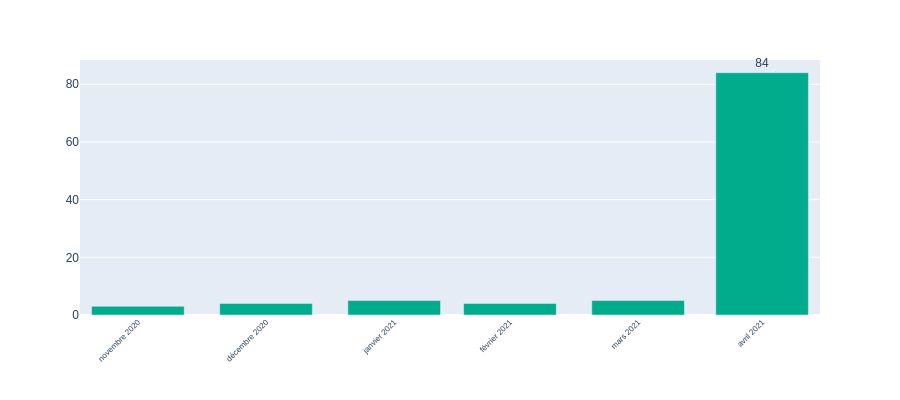 84
80
60
40
20
0
novembre 2020
décembre 2020
janvier 2021
février 2021
mars 2021
avril 2021